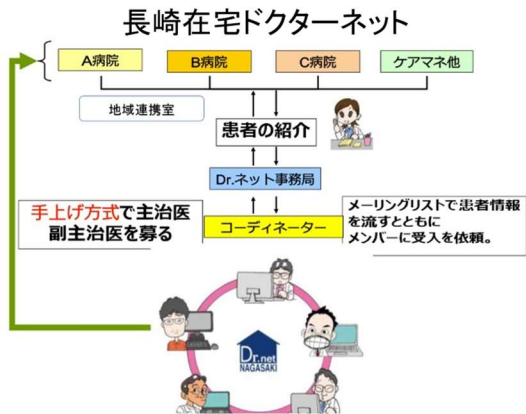 長崎在宅ドクターネット
A病院
B病院
C病院
ケアマネ他
地域連携室
患者の紹介
Dr.ネット事務局
手上げ方式で主治医
副主治医を募る
コーディネーター
メーリングリストで患者情報
を流すとともに
メンバーに受入を依頼。
Dr.net
NAGASAKI